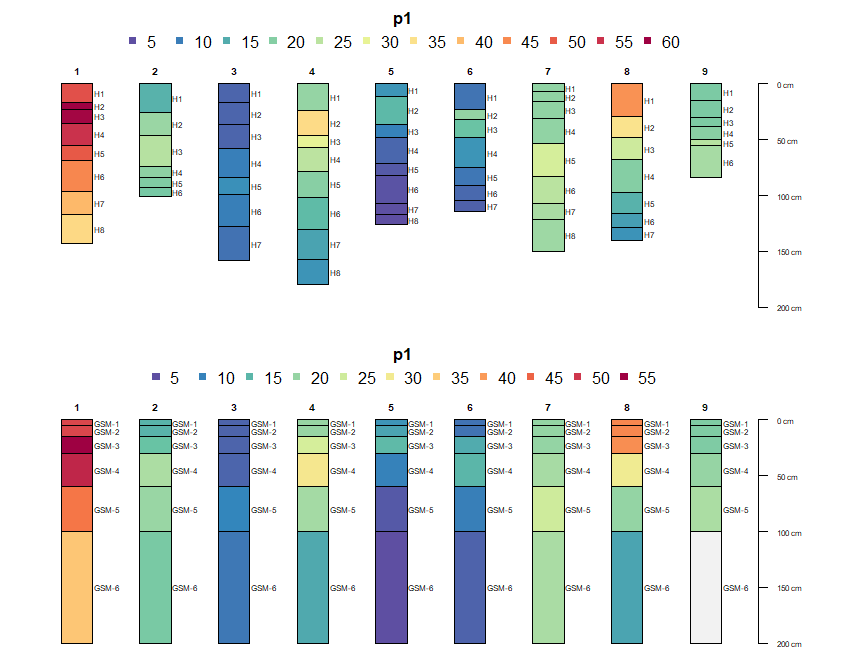 p1
5 10 15 20 25 30 35 40 45 50 55 60
1 2 3 4 5 6 7 8 9
H1 H2 H3 H4 H5 H6 H7 H8
H1 H2 H3 H4 H5 H6
H1 H2 H3 H4 H5 H6 H7
H1 H2 H3 H4 H5 H6 H7 H8
H1 H2 H3 H4 H5 H6 H7 H8
H1 H2 H3 H4 H5 H6 H7
H1 H2 H3 H4 H5 H6 H7 H8
H1 H2 H3 H4 H5 H6 H7
H1 H2 H3 H4 H5 H6
0 cm
50 cm
100 cm
150 cm
200 cm
p1
5 10 15 20 25 30 35 40 45 50 55
1 2 3 4 5 6 7 8 9
GSM-1 GSM-1 GSM-1 GSM-1 GSM-1 GSM-1 GSM-1 GSM-1 GSM-1
GSM-2 GSM-2 GSM-2 GSM-2 GSM-2 GSM-2 GSM-2 GSM-2 GSM-2
GSM-3 GSM-3 GSM-3 GSM-3 GSM-3 GSM-3 GSM-3 GSM-3 GSM-3
GSM-4 GSM-4 GSM-4 GSM-4 GSM-4 GSM-4 GSM-4 GSM-4 GSM-4
GSM-5 GSM-5 GSM-5 GSM-5 GSM-5 GSM-5 GSM-5 GSM-5 GSM-5
GSM-6 GSM-6 GSM-6 GSM-6 GSM-6 GSM-6 GSM-6 GSM-6 GSM-6
0 cm
50 cm
100 cm
150 cm
200 cm